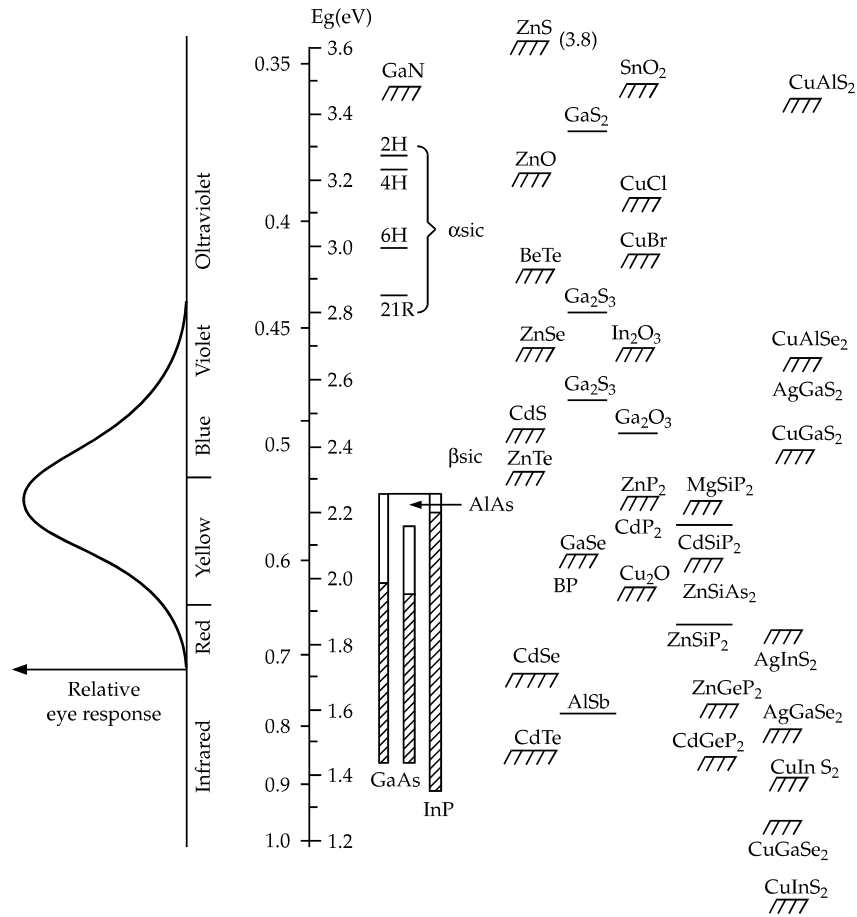 Eg(eV)
0.35
0.4
0.45
0.5
0.6
0.7
0.8
0.9
1.0
3.6
3.4
3.2
3.0
2.8
2.6
2.4
2.2
2.0
1.8
1.6
1.4
1.2
Oltraviolet
Violet
Blue
Yellow
Red
Infrared
Relative
eye response
GaN
2H
4H
6H
21R
αsic
βsic
AlAs
GaAs
InP
ZnS (3.8)
ZnO
BeTe
ZnSe
CdS
ZnTe
CdSe
CdTe
GaS₂
Ga₂S₃
Ga₂S₃
GaSe
BP
AlSb
SnO₂
CuCl
CuBr
In₂O₃
Ga₂O₃
ZnP₂
CdP₂
Cu₂O
MgSiP₂
CdSiP₂
ZnSiAs₂
ZnSiP₂
ZnGeP₂
CdGeP₂
CuAlS₂
CuAlSe₂
AgGaS₂
CuGaS₂
AgInS₂
AgGaSe₂
CuIn S₂
CuGaSe₂
CuInS₂